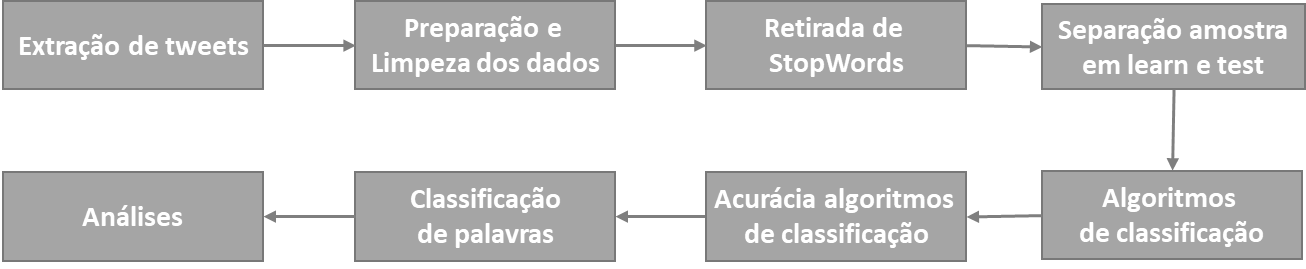 Extração de tweets
Preparação e
Limpeza dos dados
Retirada de
StopWords
Separação amostra
em learn e test
Algoritmos
de classificação
Acurácia algoritmos
de classificação
Classificação
de palavras
Análises